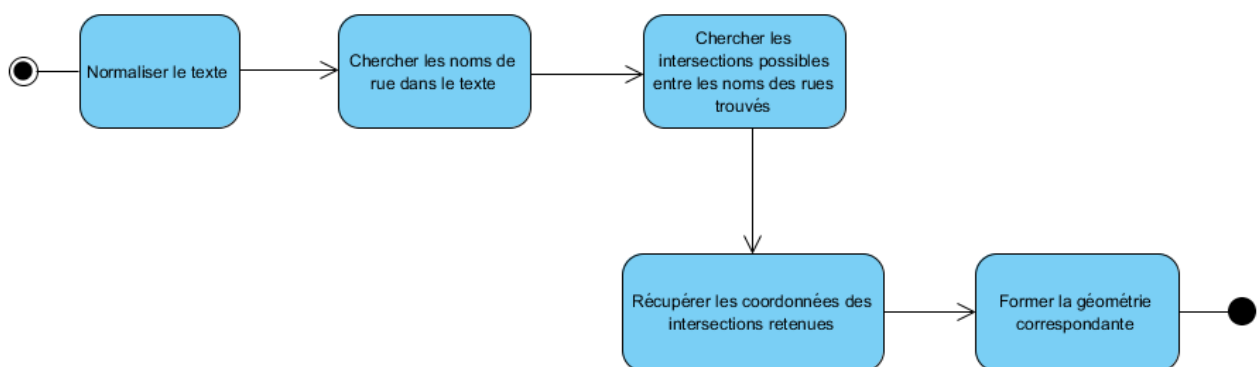 Normaliser le texte
Chercher les noms de
rue dans le texte
Chercher les
intersections possibles
entre les noms des rues
trouvés
Récupérer les coordonnées des
intersections retenues
Former la géométrie
correspondante